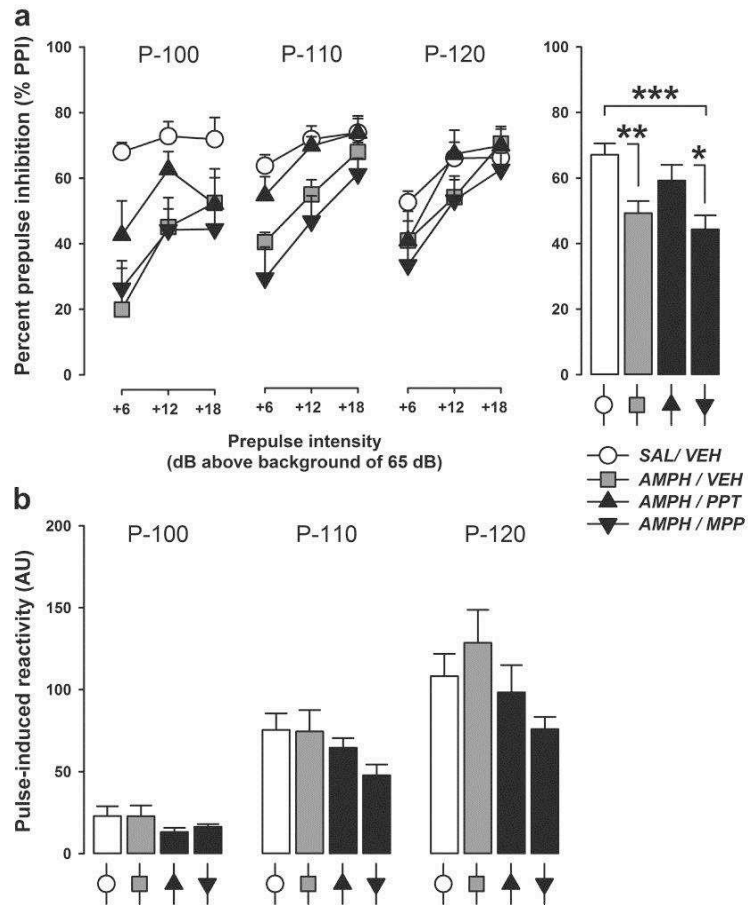 a
P-100 P-110 P-120
Percent prepulse inhibition (% PPI)
100
80
60
40
20
0
+6 +12 +18 +6 +12 +18 +6 +12 +18
Prepulse intensity
(dB above background of 65 dB)
100
80
60
40
20
0
***
**
*
SAL/ VEH
AMPH / VEH
AMPH / PPT
AMPH / MPP
b
P-100 P-110 P-120
Pulse-induced reactivity (AU)
200
150
100
50
0